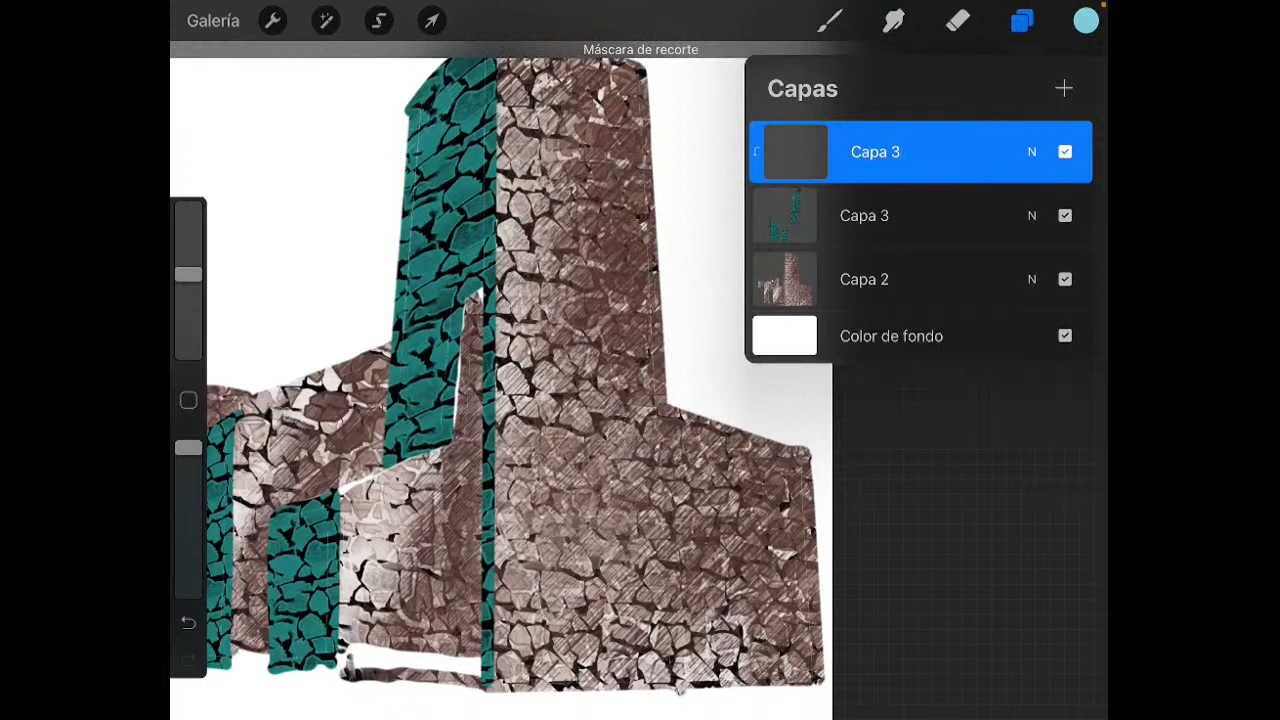 Galería
Máscara de recorte
Capas
Capa 3 N
Capa 3 N
Capa 2 N
Color de fondo